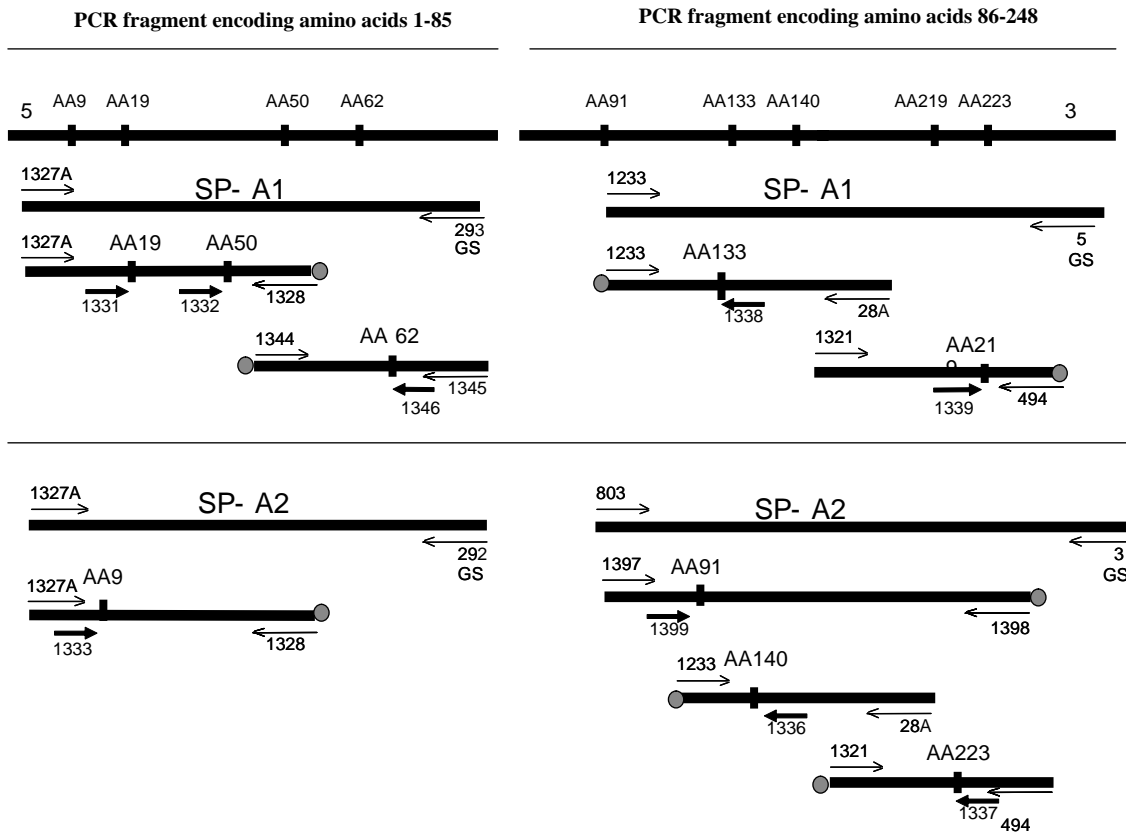 PCR fragment encoding amino acids 1-85
PCR fragment encoding amino acids 86-248
5 AA9 AA19 AA50 AA62
AA91 AA133 AA140 AA219 AA223 3
1327A SP- A1 293 GS
1327A AA19 AA50
1331 1332 1328
1344 AA 62
1345
1346
1233 SP- A1 5 GS
1233 AA133
1338 28A
1321 AA21
1339 494
1327A SP- A2 292 GS
1327A AA9
1333 1328
803 SP- A2 3 GS
1397 AA91
1399 1398
1233 AA140
1336 28A
1321 AA223
1337 494